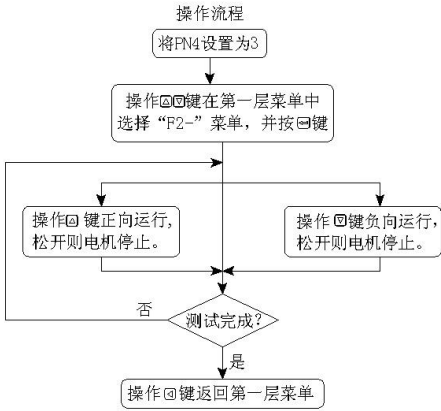 操作流程
将PN4设置为3
操作△▽键在第一层菜单中
选择“F2-”菜单，并按⏎键
操作△ 键正向运行，
松开则电机停止。
操作 ▽键负向运行，
松开则电机停止。
否
测试完成？
是
操作◁键返回第一层菜单